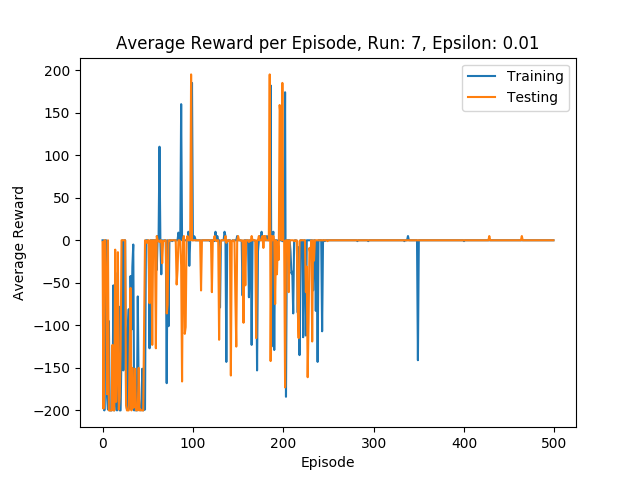 Average Reward per Episode, Run: 7, Epsilon: 0.01
Training
Testing
200
150
100
50
0
−50
−100
−150
−200
Average Reward
0 100 200 300 400 500
Episode